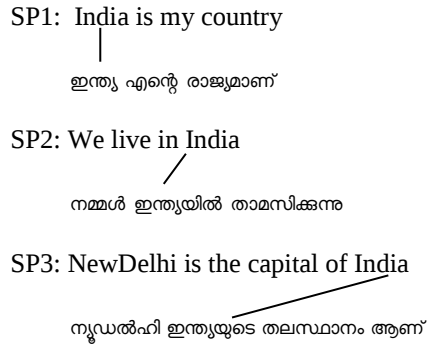 SP1: India is my country
ഇന്ത്യ എന്റെ രാജ്യമാണ്
SP2: We live in India
നമ്മൾ ഇന്ത്യയിൽ താമസിക്കുന്നു
SP3: NewDelhi is the capital of India
ന്യൂഡൽഹി ഇന്ത്യയുടെ തലസ്ഥാനം ആണ്